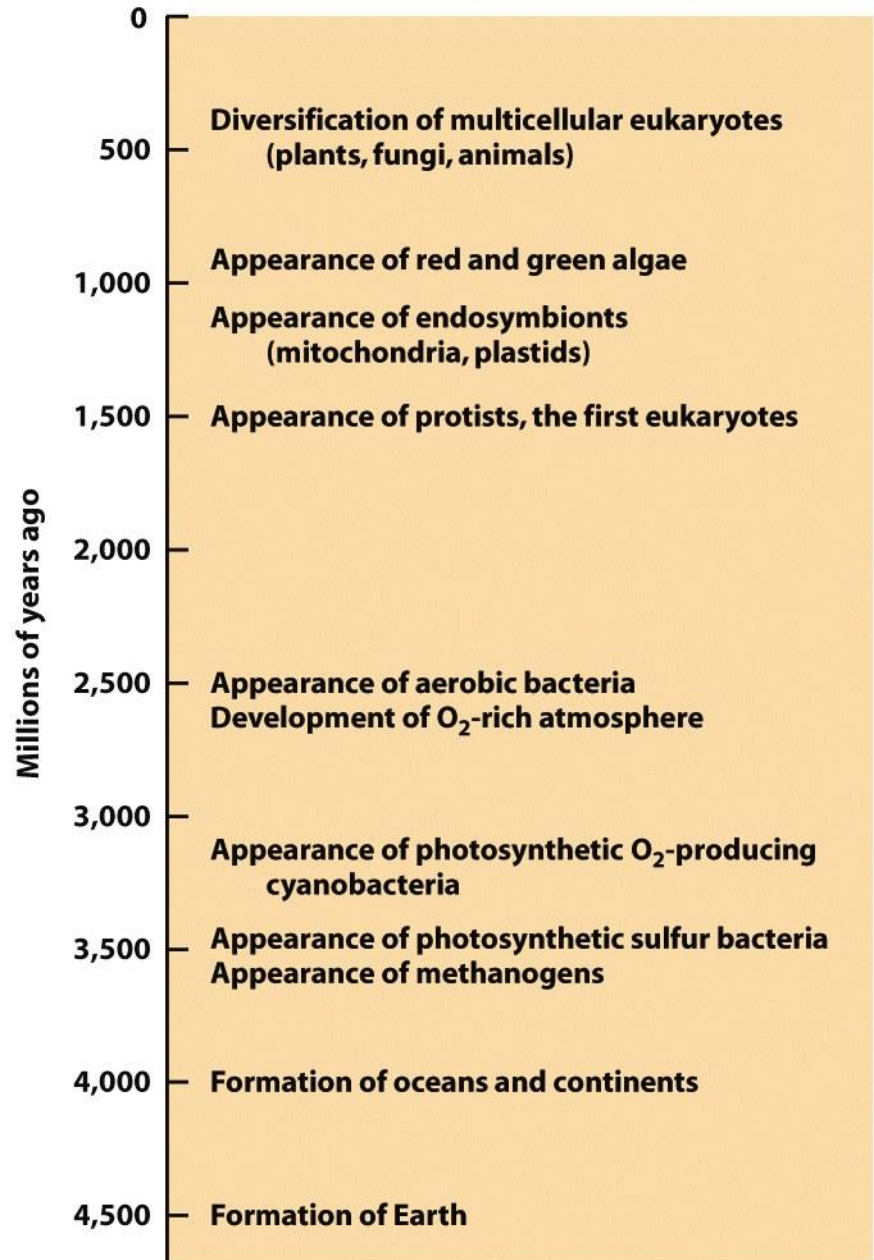 0
Diversification of multicellular eukaryotes
500
(plants, fungi, animals)
Appearance of red and green algae
1,000
Appearance of endosymbionts
(mitochondria, plastids)
1,500 Appearance of protists, the first eukaryotes
Millions of years ago
2,000
2,500 Appearance of aerobic bacteria
Development of O₂-rich atmosphere
3,000
Appearance of photosynthetic O₂-producing
cyanobacteria
3,500 Appearance of photosynthetic sulfur bacteria
Appearance of methanogens
4,000 Formation of oceans and continents
4,500 Formation of Earth